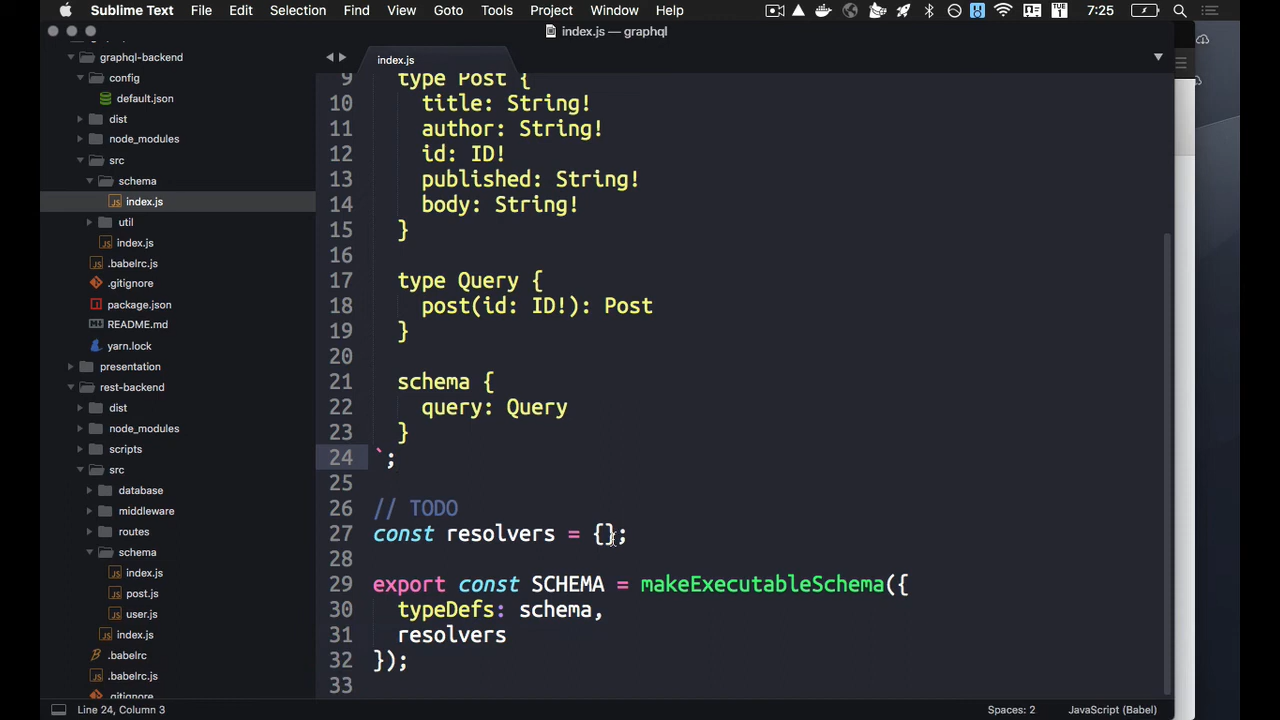 Sublime Text File Edit Selection Find View Goto Tools Project Window Help TUE 1 7:25
index.js — graphql
graphql-backend
config
default.json
dist
node_modules
src
schema
index.js
util
index.js
.babelrc.js
.gitignore
package.json
README.md
yarn.lock
presentation
rest-backend
dist
node_modules
scripts
src
database
middleware
routes
schema
index.js
post.js
user.js
index.js
.babelrc
.babelrc.js
.gitignore
index.js
9 type Post {
10 title: String!
11 author: String!
12 id: ID!
13 published: String!
14 body: String!
15 }
16
17 type Query {
18 post(id: ID!): Post
19 }
20
21 schema {
22 query: Query
23 }
24 `;
25
26 // TODO
27 const resolvers = {};
28
29 export const SCHEMA = makeExecutableSchema({
30 typeDefs: schema,
31 resolvers
32 });
33
Line 24, Column 3 Spaces: 2 JavaScript (Babel)